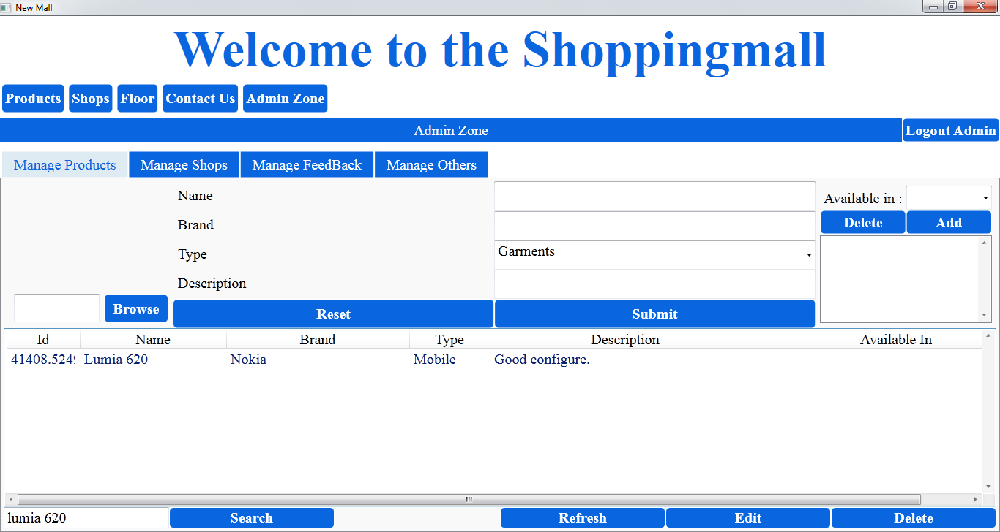 New Mall
Welcome to the Shoppingmall
Products Shops Floor Contact Us Admin Zone
Admin Zone Logout Admin
Manage Products Manage Shops Manage FeedBack Manage Others
Name Available in :
Brand Delete Add
Type Garments
Description
Browse Reset Submit
Id Name Brand Type Description Available In
41408.5249 Lumia 620 Nokia Mobile Good configure.
lumia 620 Search Refresh Edit Delete